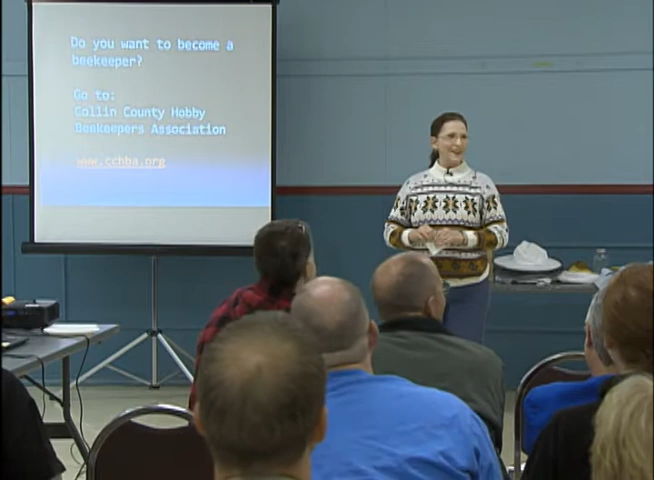 Do you want to become a
beekeeper?
Go to:
Collin County Hobby
Beekeepers Association
www.cchba.org